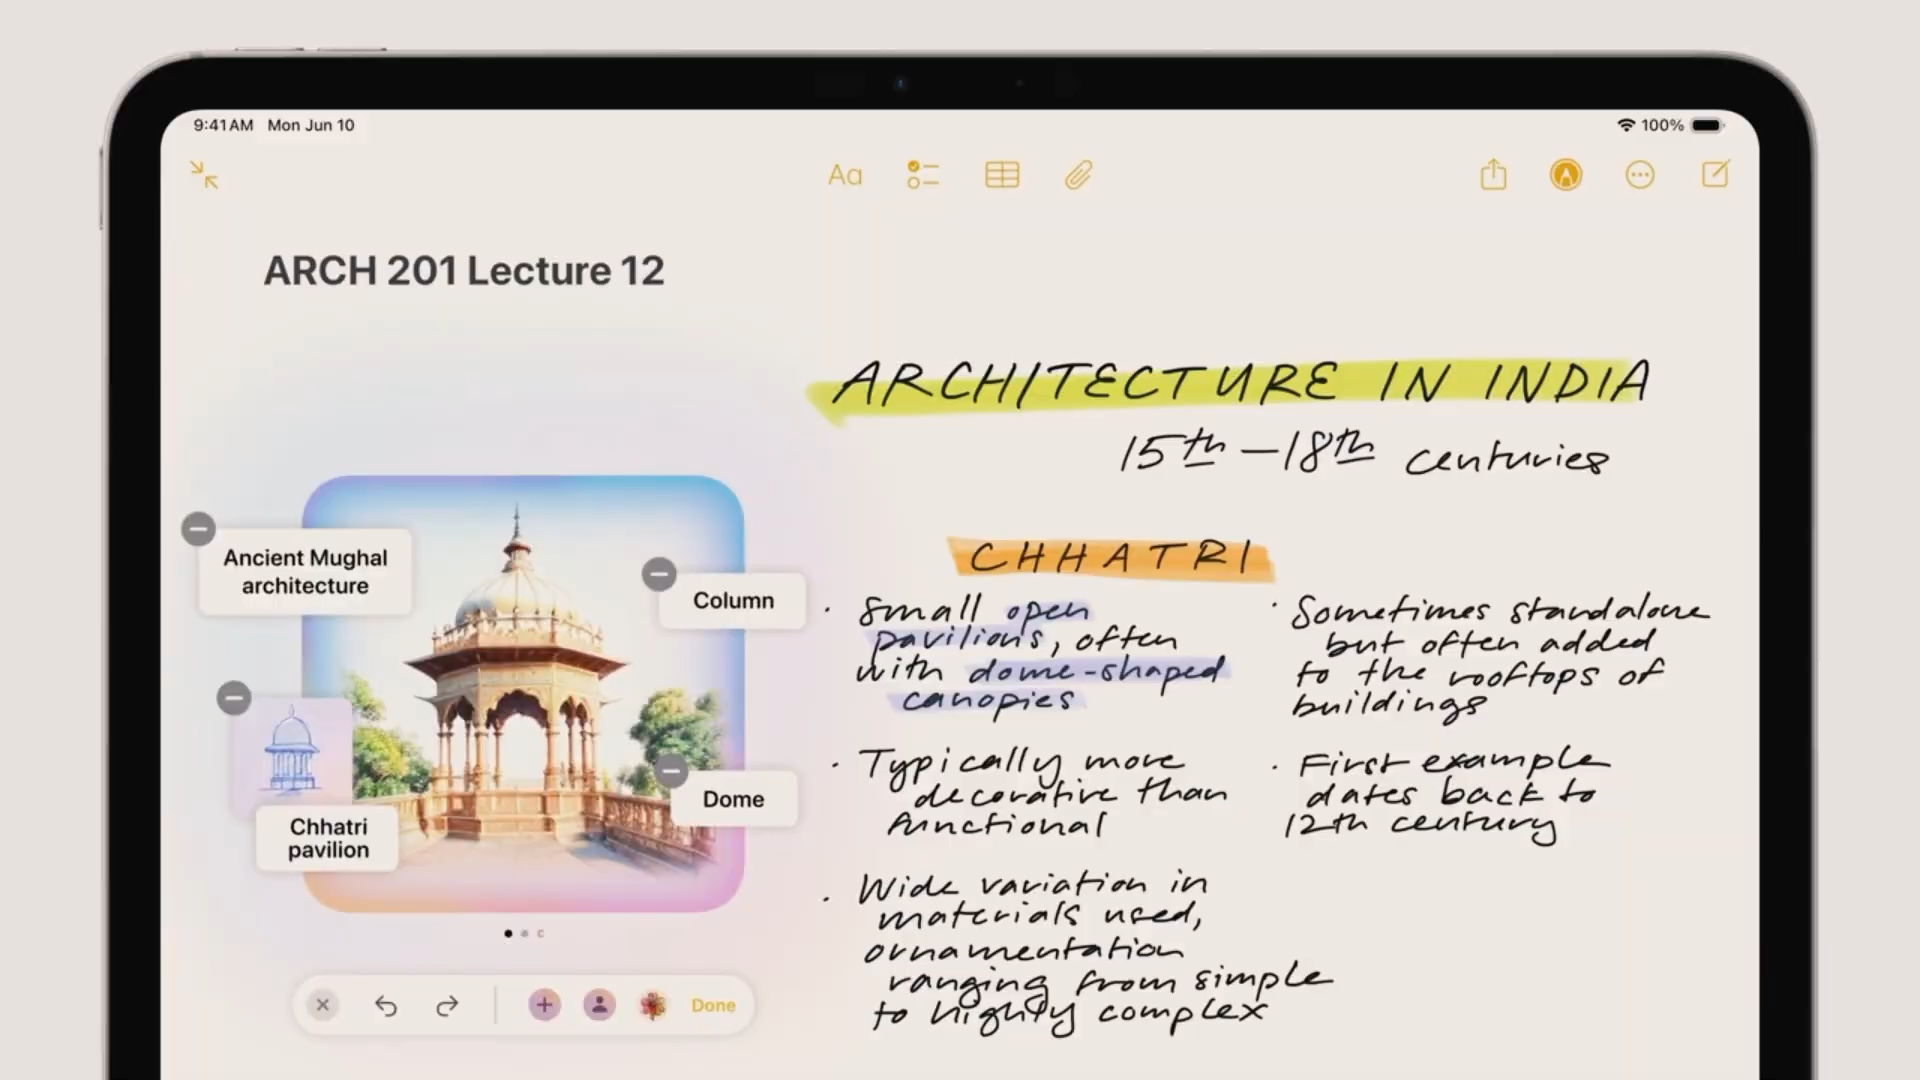 9:41 AM Mon Jun 10
100%
Aa
ARCH 201 Lecture 12
ARCHITECTURE IN INDIA
15th – 18th centuries
Ancient Mughal
architecture
Column
Chhatri
pavilion
Dome
Done
CHHATRI
· Small open
pavilions, often
with dome-shaped
canopies
· Typically more
decorative than
functional
· Wide variation in
materials used,
ornamentation
ranging from simple
to highly complex
· Sometimes standalone
but often added
to the rooftops of
buildings
· First example
dates back to
12th century